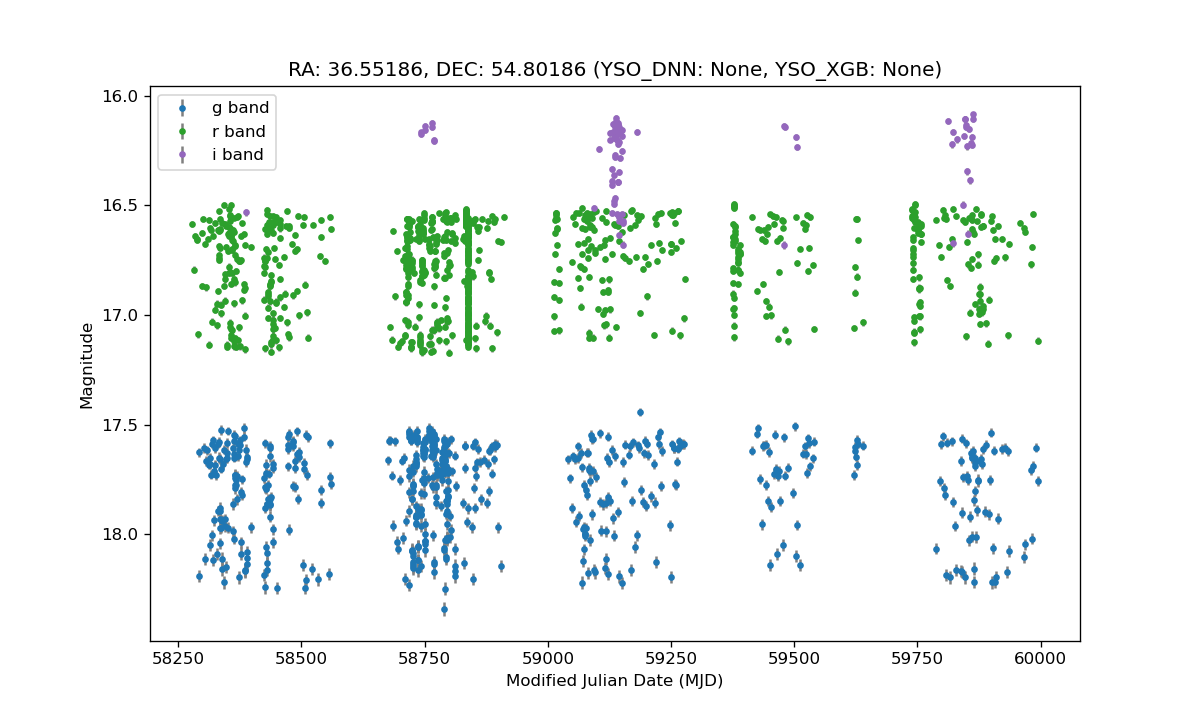 RA: 36.55186, DEC: 54.80186 (YSO_DNN: None, YSO_XGB: None)
g band
r band
i band
16.0
16.5
17.0
17.5
18.0
Magnitude
58250 58500 58750 59000 59250 59500 59750 60000
Modified Julian Date (MJD)